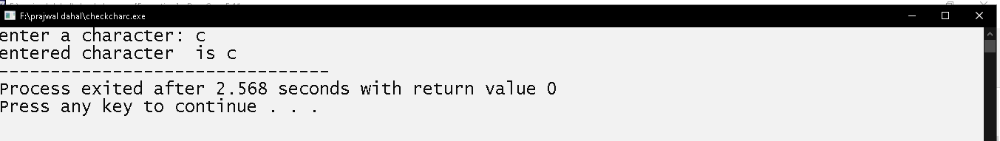 F:\prajwal dahal\checkcharc.exe
enter a character: c
entered character  is c
--------------------------------
Process exited after 2.568 seconds with return value 0
Press any key to continue . . .